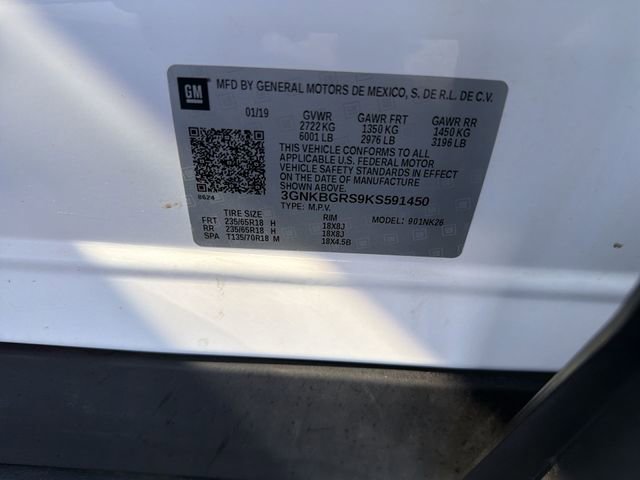 GM
MFD BY GENERAL MOTORS DE MEXICO, S. DE R.L. DE C.V.
01/19 GVWR GAWR FRT GAWR RR
2722 KG 1350 KG 1450 KG
6001 LB 2976 LB 3196 LB
THIS VEHICLE CONFORMS TO ALL
APPLICABLE U.S. FEDERAL MOTOR
VEHICLE SAFETY STANDARDS IN EFFECT
ON THE DATE OF MANUFACTURE
SHOWN ABOVE.
8624 3GNKBGRS9KS591450
TYPE: M.P.V. MODEL: 901NK26
TIRE SIZE RIM
FRT 235/65R18 H 18X8J
RR 235/65R18 H 18X8J
SPA T135/70R18 M 18X4.5B